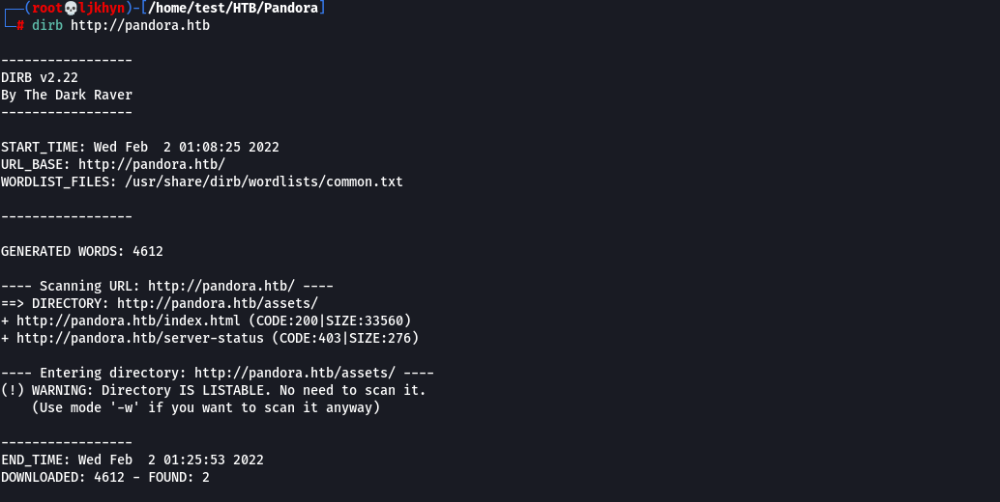 ┌──(root💀ljkhyn)-[/home/test/HTB/Pandora]
└─# dirb http://pandora.htb
-----------------
DIRB v2.22
By The Dark Raver
-----------------
START_TIME: Wed Feb  2 01:08:25 2022
URL_BASE: http://pandora.htb/
WORDLIST_FILES: /usr/share/dirb/wordlists/common.txt
-----------------
GENERATED WORDS: 4612
---- Scanning URL: http://pandora.htb/ ----
==> DIRECTORY: http://pandora.htb/assets/
+ http://pandora.htb/index.html (CODE:200|SIZE:33560)
+ http://pandora.htb/server-status (CODE:403|SIZE:276)
---- Entering directory: http://pandora.htb/assets/ ----
(!) WARNING: Directory IS LISTABLE. No need to scan it.
    (Use mode '-w' if you want to scan it anyway)
-----------------
END_TIME: Wed Feb  2 01:25:53 2022
DOWNLOADED: 4612 - FOUND: 2